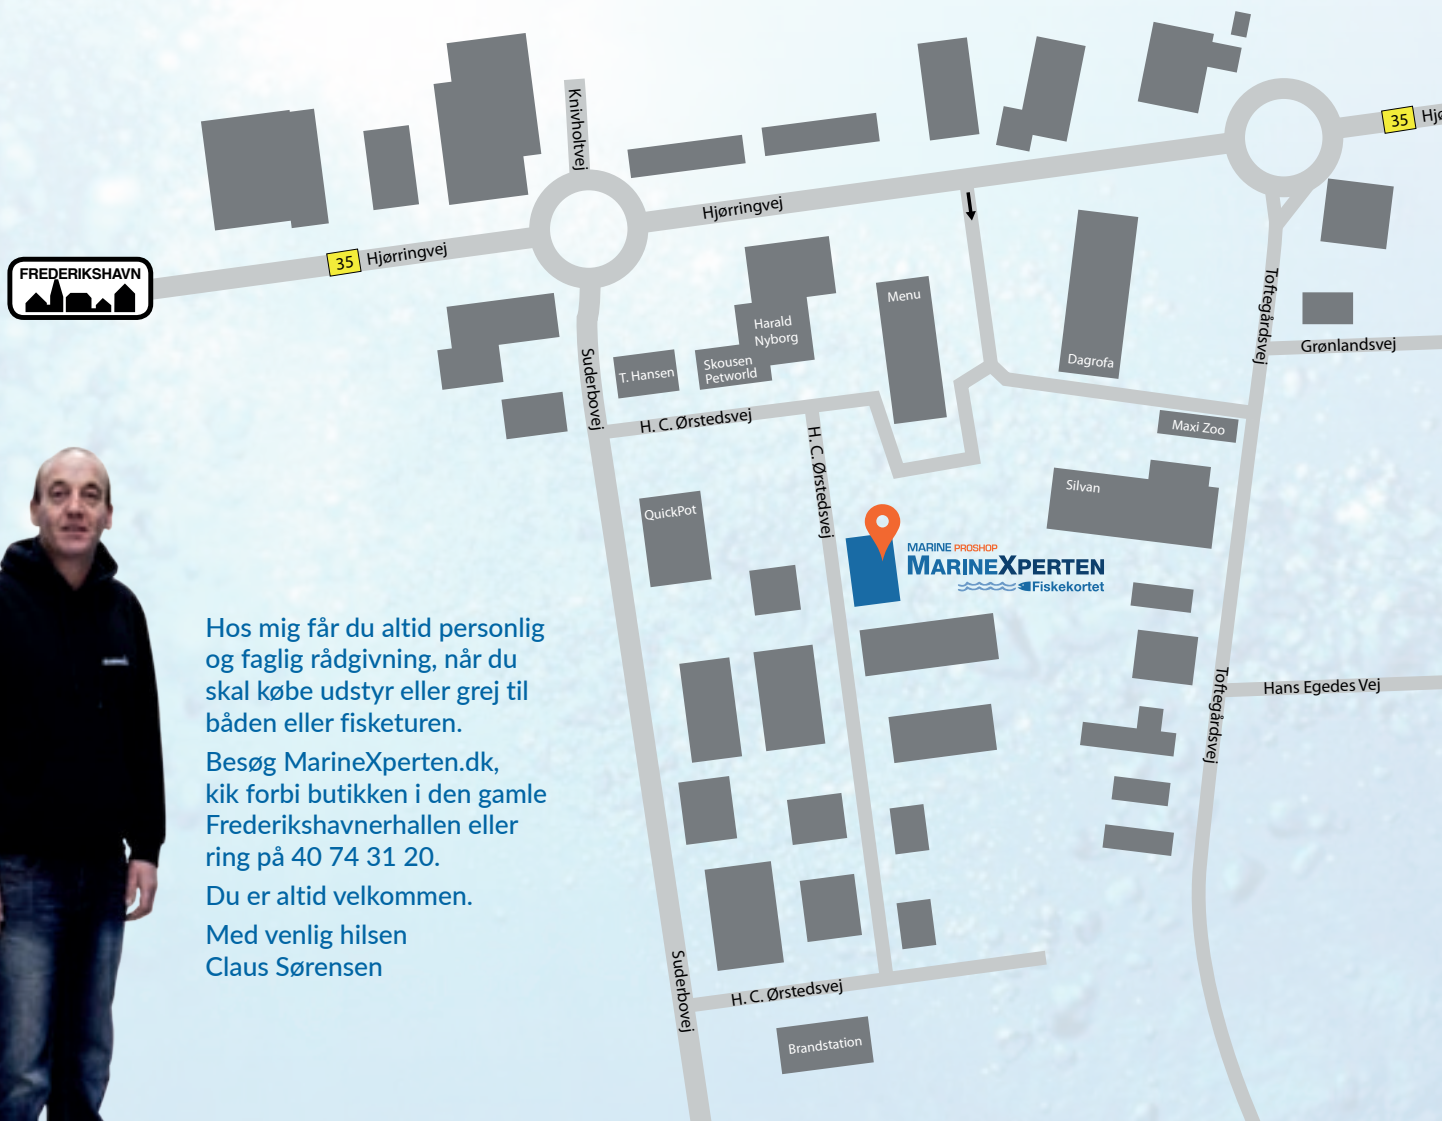 Knivholtvej
35 Hjø
Hjørringvej
35 Hjørringvej
FREDERIKSHAVN
Toftegårdsvej
Grønlandsvej
Menu
Harald
Nyborg
Skousen
Petworld
T. Hansen
Suderbovej
Dagrofa
H. C. Ørstedsvej
Maxi Zoo
H. C. Ørstedsvej
Silvan
QuickPot
MARINE PROSHOP
MARINEXPERTEN
Fiskekortet
Hos mig får du altid personlig
og faglig rådgivning, når du
skal købe udstyr eller grej til
båden eller fisketuren.
Besøg MarineXperten.dk,
kik forbi butikken i den gamle
Frederikshavnerhallen eller
ring på 40 74 31 20.
Du er altid velkommen.
Med venlig hilsen
Claus Sørensen
Hans Egedes Vej
Toftegårdsvej
Suderbovej
H. C. Ørstedsvej
Brandstation